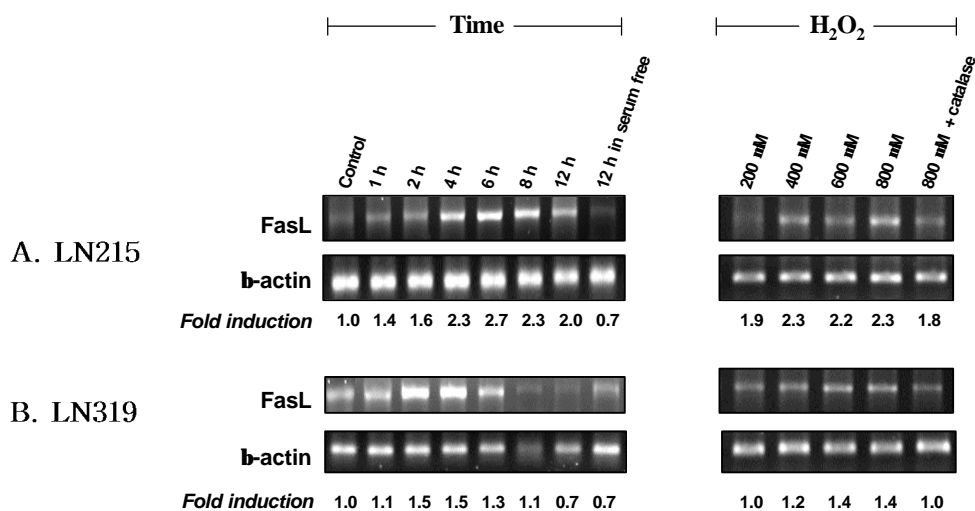 Time
H₂O₂
Control 1 h 2 h 4 h 6 h 8 h 12 h 12 h in serum free
200 mM 400 mM 600 mM 800 mM 800 mM + catalase
A. LN215
FasL
b-actin
Fold induction 1.0 1.4 1.6 2.3 2.7 2.3 2.0 0.7 1.9 2.3 2.2 2.3 1.8
B. LN319
FasL
b-actin
Fold induction 1.0 1.1 1.5 1.5 1.3 1.1 0.7 0.7 1.0 1.2 1.4 1.4 1.0